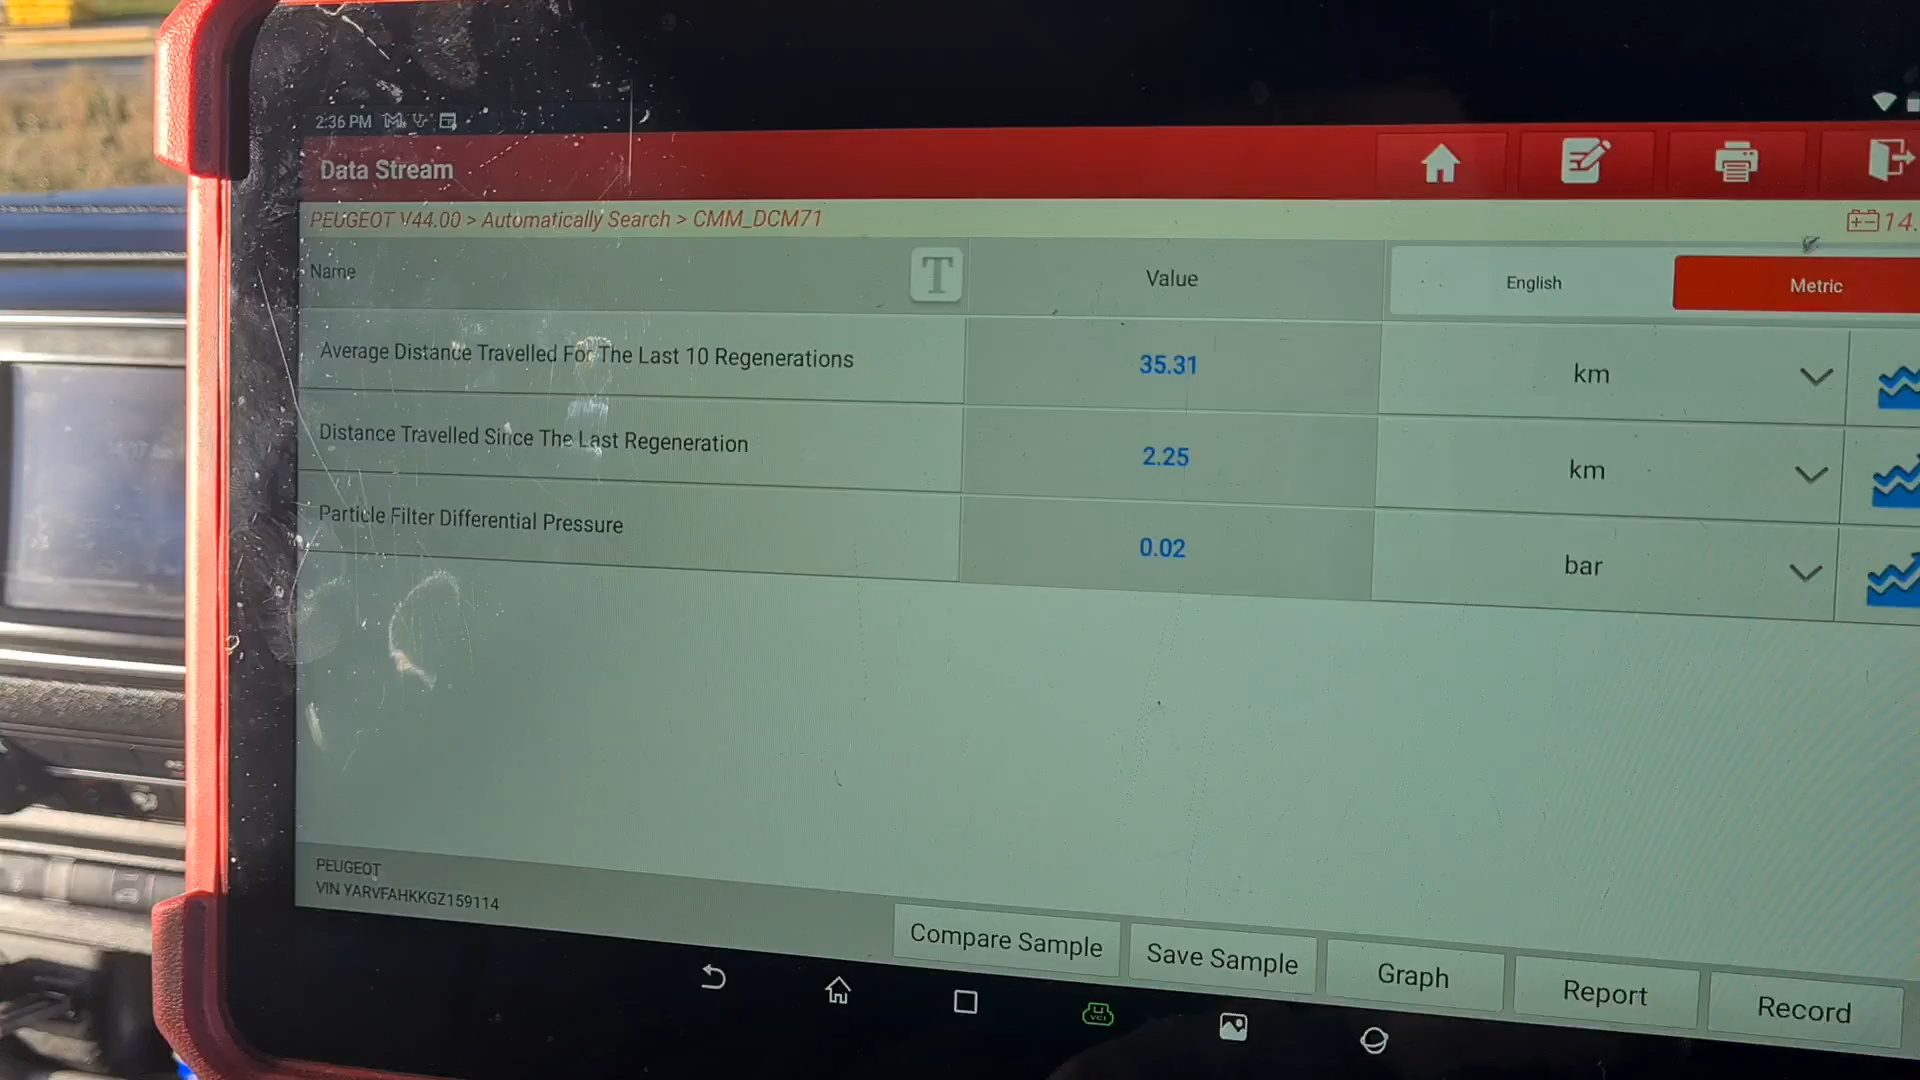 2:36 PM
Data Stream
PEUGEOT V44.00 > Automatically Search > CMM_DCM71
14.
Name
T
Value
English
Metric
Average Distance Travelled For The Last 10 Regenerations
35.31
km
Distance Travelled Since The Last Regeneration
2.25
km
Particle Filter Differential Pressure
0.02
bar
PEUGEOT
VIN YARVFAHKKGZ159114
Compare Sample
Save Sample
Graph
Report
Record
VCI